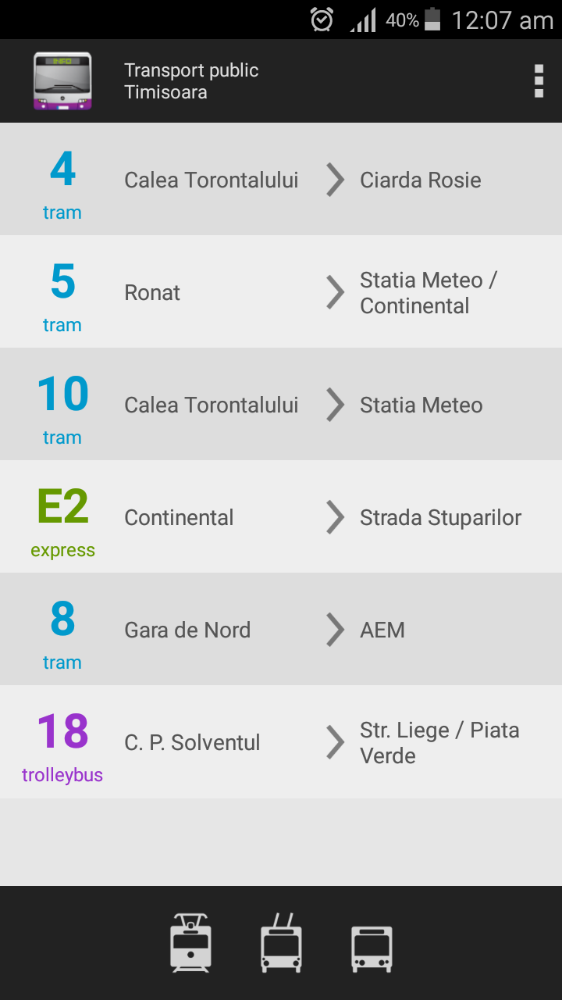 40% 12:07 am
INFO
Transport public
Timisoara
4
tram
Calea Torontalului
Ciarda Rosie
5
tram
Ronat
Statia Meteo /
Continental
10
tram
Calea Torontalului
Statia Meteo
E2
express
Continental
Strada Stuparilor
8
tram
Gara de Nord
AEM
18
trolleybus
C. P. Solventul
Str. Liege / Piata
Verde